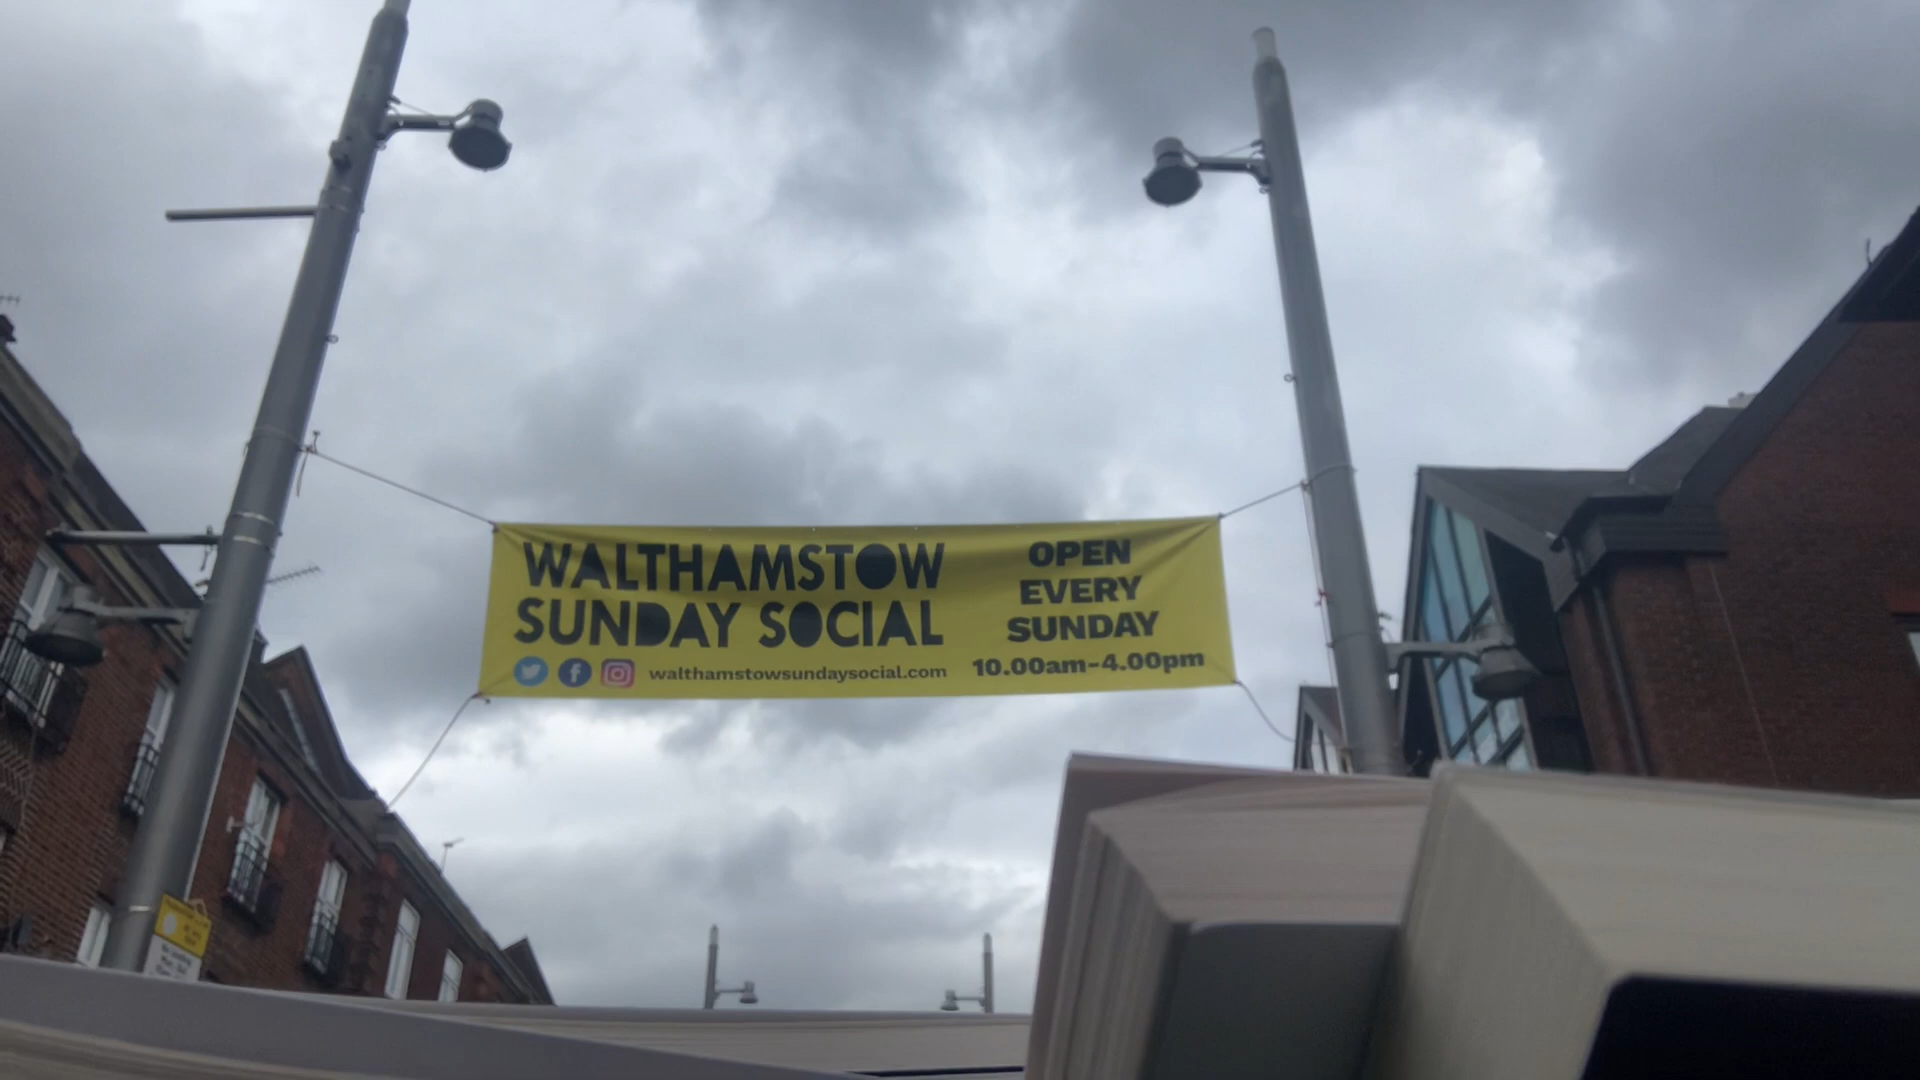 WALTHAMSTOW
SUNDAY SOCIAL
walthamstowsundaysocial.com
OPEN
EVERY
SUNDAY
10.00am-4.00pm